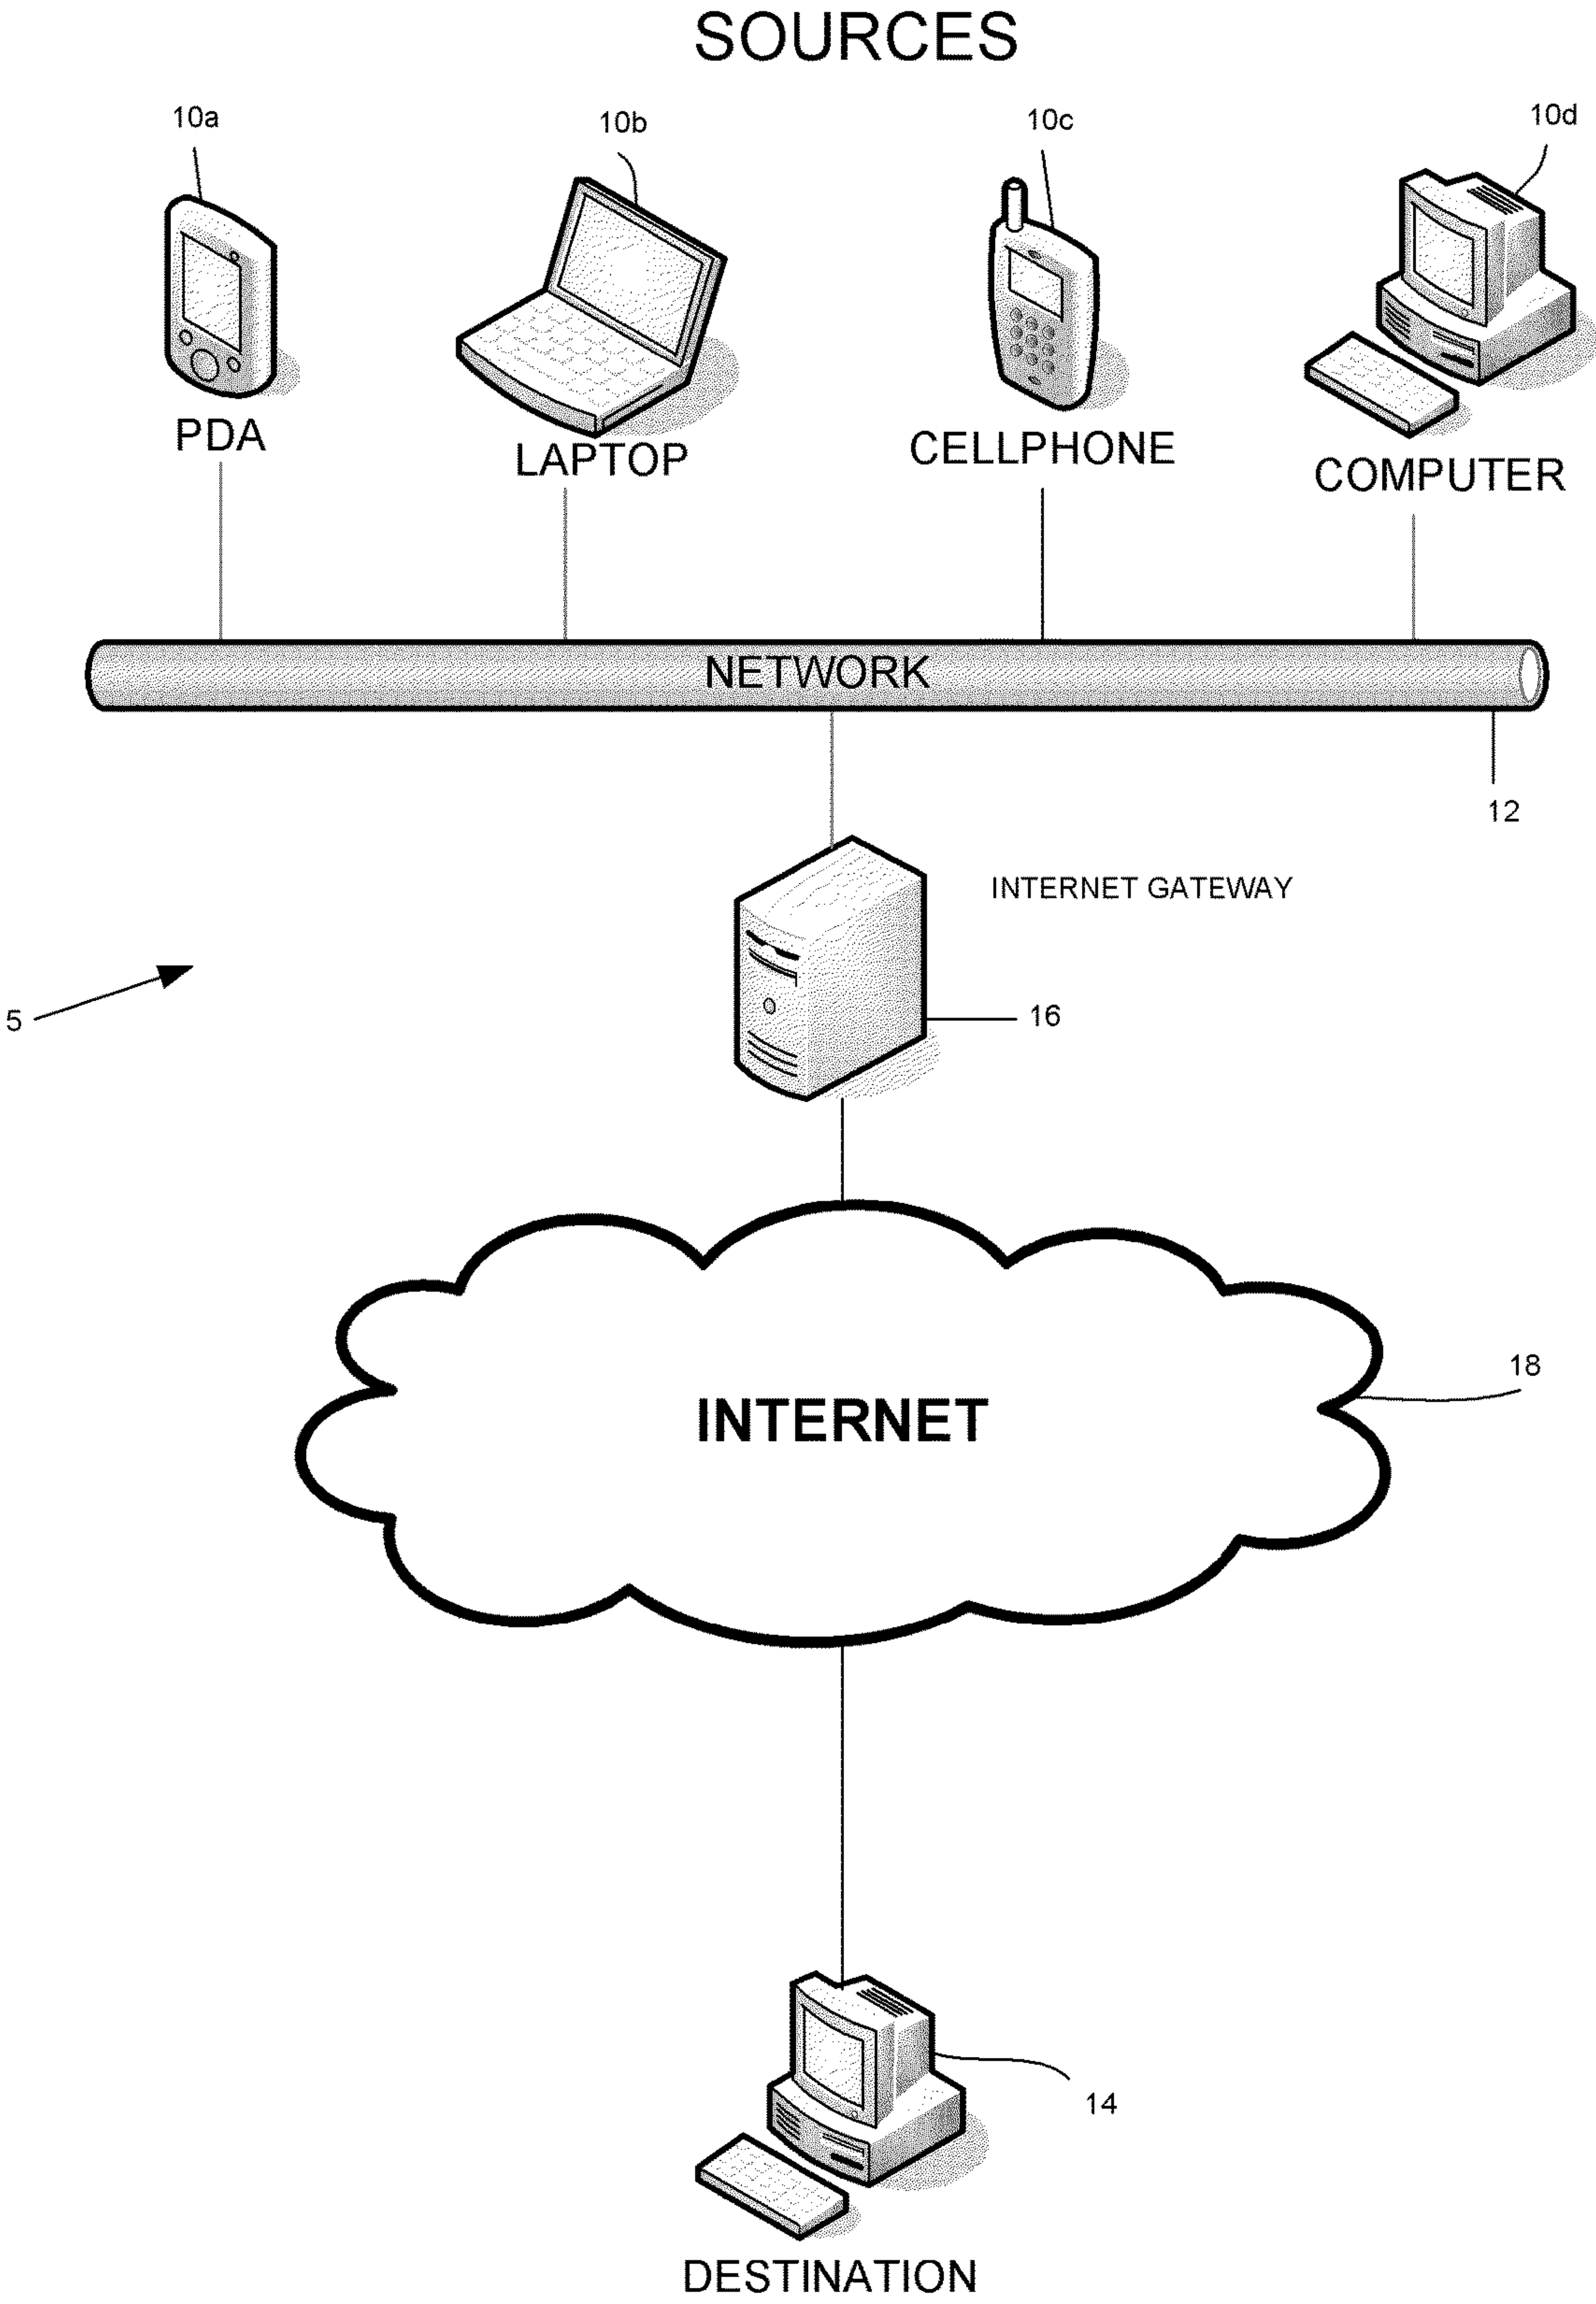 SOURCES
10a
10b
10c
10d
PDA
LAPTOP
CELLPHONE
COMPUTER
NETWORK
12
INTERNET GATEWAY
5
16
18
INTERNET
14
DESTINATION